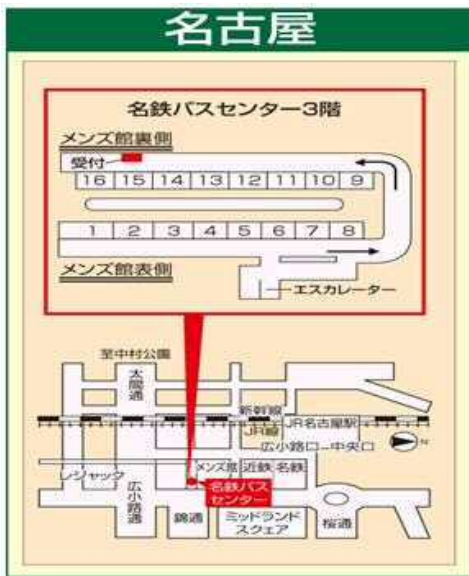 名古屋
名鉄バスセンター3階
メンズ館裏側
受付
16 15 14 13 12 11 10 9
1 2 3 4 5 6 7 8
メンズ館表側
エスカレーター
至中村公園
太閤通
新幹線
JR線
JR名古屋駅
広小路口 中央口
N
レジャック
広小路通
メンズ館
近鉄
名鉄
名鉄バス
センター
錦通
ミッドランド
スクェア
桜通